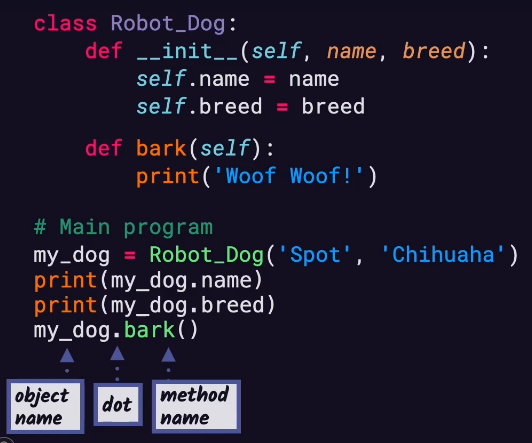 class Robot_Dog:
    def __init__(self, name, breed):
        self.name = name
        self.breed = breed
    def bark(self):
        print('Woof Woof!')
# Main program
my_dog = Robot_Dog('Spot', 'Chihuaha')
print(my_dog.name)
print(my_dog.breed)
my_dog.bark()
object name
dot
method name